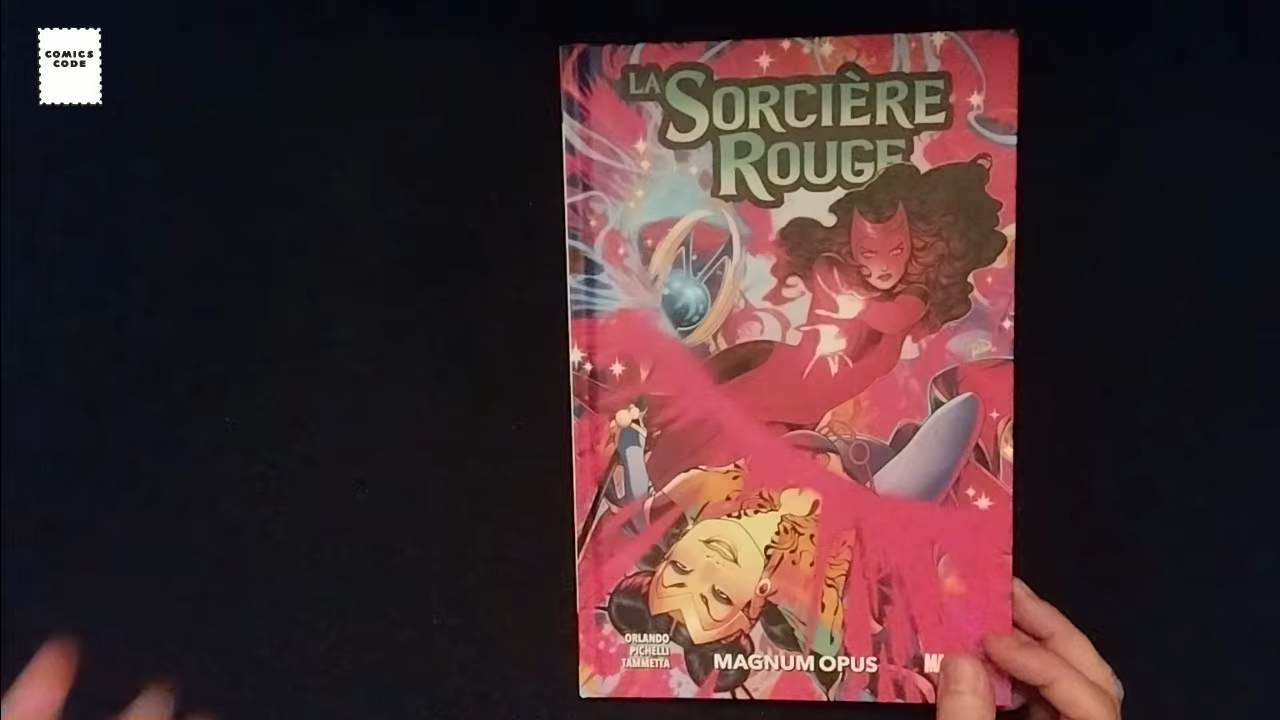 COMICS
CODE
LA SORCIÈRE
ROUGE
ORLANDO
PICHELLI
TAMMETTA
MAGNUM OPUS